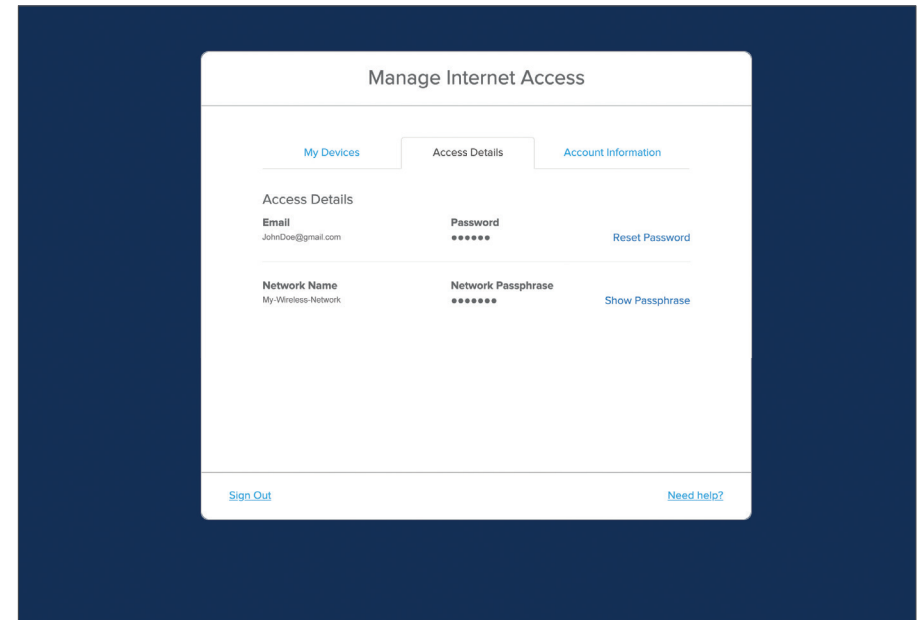 Manage Internet Access
My Devices Access Details Account Information
Access Details
Email Password
JohnDoe@gmail.com ●●●●●● Reset Password
Network Name Network Passphrase
My-Wireless-Network ●●●●●●● Show Passphrase
Sign Out Need help?